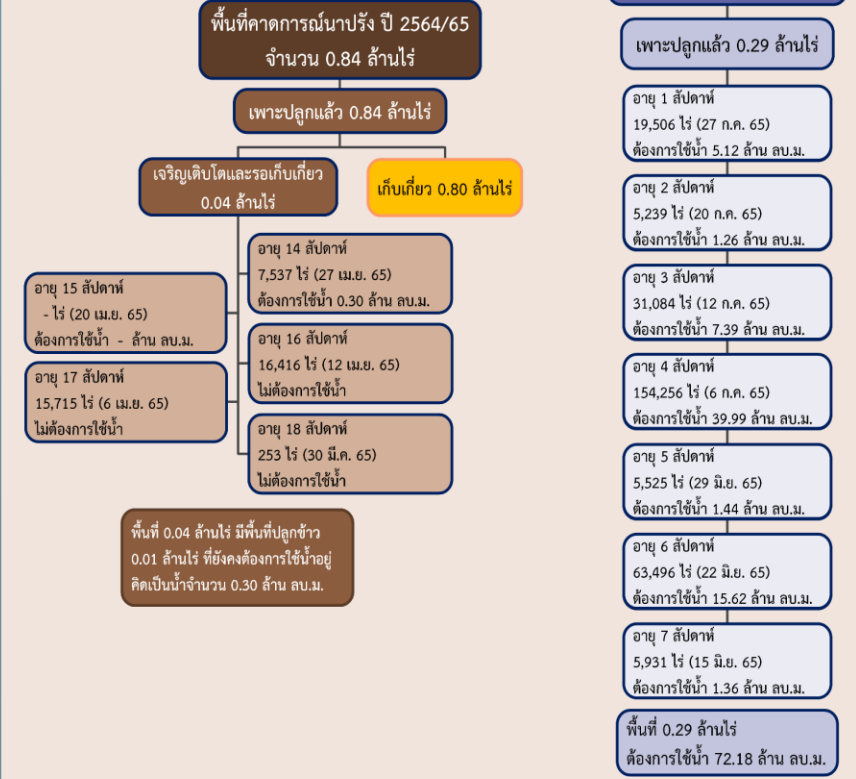 พื้นที่คาดการณ์นาปรัง ปี 2564/65
จำนวน 0.84 ล้านไร่
เพาะปลูกแล้ว 0.84 ล้านไร่
เจริญเติบโตและรอเก็บเกี่ยว
0.04 ล้านไร่
เก็บเกี่ยว 0.80 ล้านไร่
อายุ 14 สัปดาห์
7,537 ไร่ (27 เม.ย. 65)
ต้องการใช้น้ำ 0.30 ล้าน ลบ.ม.
อายุ 15 สัปดาห์
- ไร่ (20 เม.ย. 65)
ต้องการใช้น้ำ - ล้าน ลบ.ม.
อายุ 16 สัปดาห์
16,416 ไร่ (12 เม.ย. 65)
ไม่ต้องการใช้น้ำ
อายุ 17 สัปดาห์
15,715 ไร่ (6 เม.ย. 65)
ไม่ต้องการใช้น้ำ
อายุ 18 สัปดาห์
253 ไร่ (30 มี.ค. 65)
ไม่ต้องการใช้น้ำ
พื้นที่ 0.04 ล้านไร่ มีพื้นที่ปลูกข้าว
0.01 ล้านไร่ ที่ยังคงต้องการใช้น้ำอยู่
คิดเป็นน้ำจำนวน 0.30 ล้าน ลบ.ม.
เพาะปลูกแล้ว 0.29 ล้านไร่
อายุ 1 สัปดาห์
19,506 ไร่ (27 ก.ค. 65)
ต้องการใช้น้ำ 5.12 ล้าน ลบ.ม.
อายุ 2 สัปดาห์
5,239 ไร่ (20 ก.ค. 65)
ต้องการใช้น้ำ 1.26 ล้าน ลบ.ม.
อายุ 3 สัปดาห์
31,084 ไร่ (12 ก.ค. 65)
ต้องการใช้น้ำ 7.39 ล้าน ลบ.ม.
อายุ 4 สัปดาห์
154,256 ไร่ (6 ก.ค. 65)
ต้องการใช้น้ำ 39.99 ล้าน ลบ.ม.
อายุ 5 สัปดาห์
5,525 ไร่ (29 มิ.ย. 65)
ต้องการใช้น้ำ 1.44 ล้าน ลบ.ม.
อายุ 6 สัปดาห์
63,496 ไร่ (22 มิ.ย. 65)
ต้องการใช้น้ำ 15.62 ล้าน ลบ.ม.
อายุ 7 สัปดาห์
5,931 ไร่ (15 มิ.ย. 65)
ต้องการใช้น้ำ 1.36 ล้าน ลบ.ม.
พื้นที่ 0.29 ล้านไร่
ต้องการใช้น้ำ 72.18 ล้าน ลบ.ม.